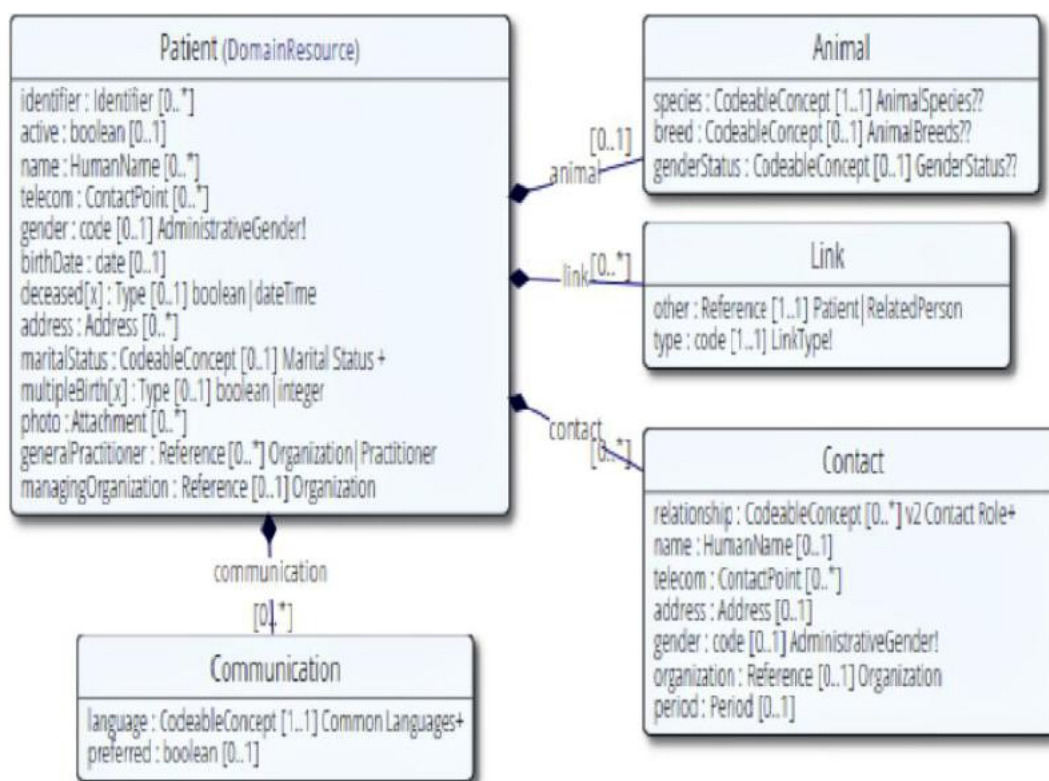 Patient (DomainResource)
identifier : Identifier [0..*]
active : boolean [0..1]
name : HumanName [0..*]
telecom : ContactPoint [0..*]
gender : code [0..1] AdministrativeGender!
birthDate : date [0..1]
deceased[x] : Type [0..1] boolean|dateTime
address : Address [0..*]
maritalStatus : CodeableConcept [0..1] Marital Status +
multipleBirth[x] : Type [0..1] boolean|integer
photo : Attachment [0..*]
generalPractitioner : Reference [0..*] Organization|Practitioner
managingOrganization : Reference [0..1] Organization
[0..1]
animal
Animal
species : CodeableConcept [1..1] AnimalSpecies??
breed : CodeableConcept [0..1] AnimalBreeds??
genderStatus : CodeableConcept [0..1] GenderStatus??
link
[0..*]
Link
other : Reference [1..1] Patient|RelatedPerson
type : code [1..1] LinkType!
contact
[0..*]
Contact
relationship : CodeableConcept [0..*] v2 Contact Role+
name : HumanName [0..1]
telecom : ContactPoint [0..*]
address : Address [0..1]
gender : code [0..1] AdministrativeGender!
organization : Reference [0..1] Organization
period : Period [0..1]
communication
[0..*]
Communication
language : CodeableConcept [1..1] Common Languages+
preferred : boolean [0..1]